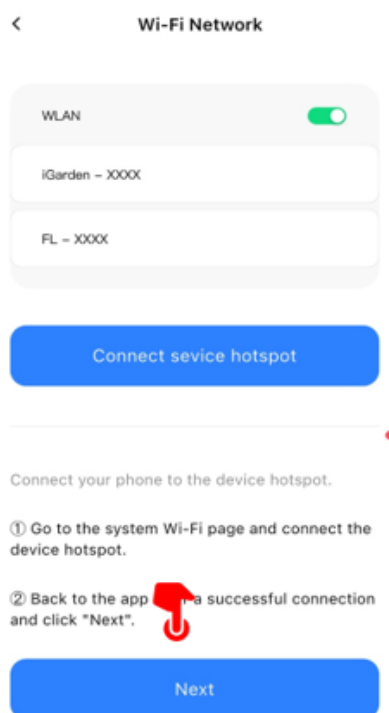 Wi-Fi Network
WLAN
iGarden – XXXX
FL – XXXX
Connect sevice hotspot
Connect your phone to the device hotspot.
① Go to the system Wi-Fi page and connect the
device hotspot.
② Back to the app a successful connection
and click "Next".
Next